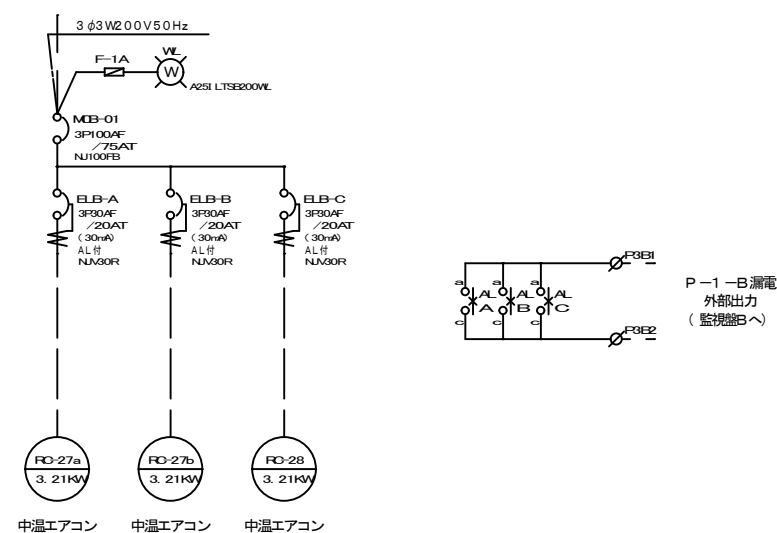 3φ3W200V50Hz
F-1A
WL
W
A25ILTSB200WL
MCB-01
3P100AF
/75AT
NJ100FB
ELB-A
3P30AF
/20AT
(30mA)
AL付
NJV30R
ELB-B
3P30AF
/20AT
(30mA)
AL付
NJV30R
ELB-C
3P30AF
/20AT
(30mA)
AL付
NJV30R
P3B1
a
a
a
AL
A
AL
B
AL
C
c
c
c
P3B2
P-1-B漏電
外部出力
(監視盤Bへ)
RC-27a
3.21KW
RC-27b
3.21KW
RC-28
3.21KW
中温エアコン
中温エアコン
中温エアコン